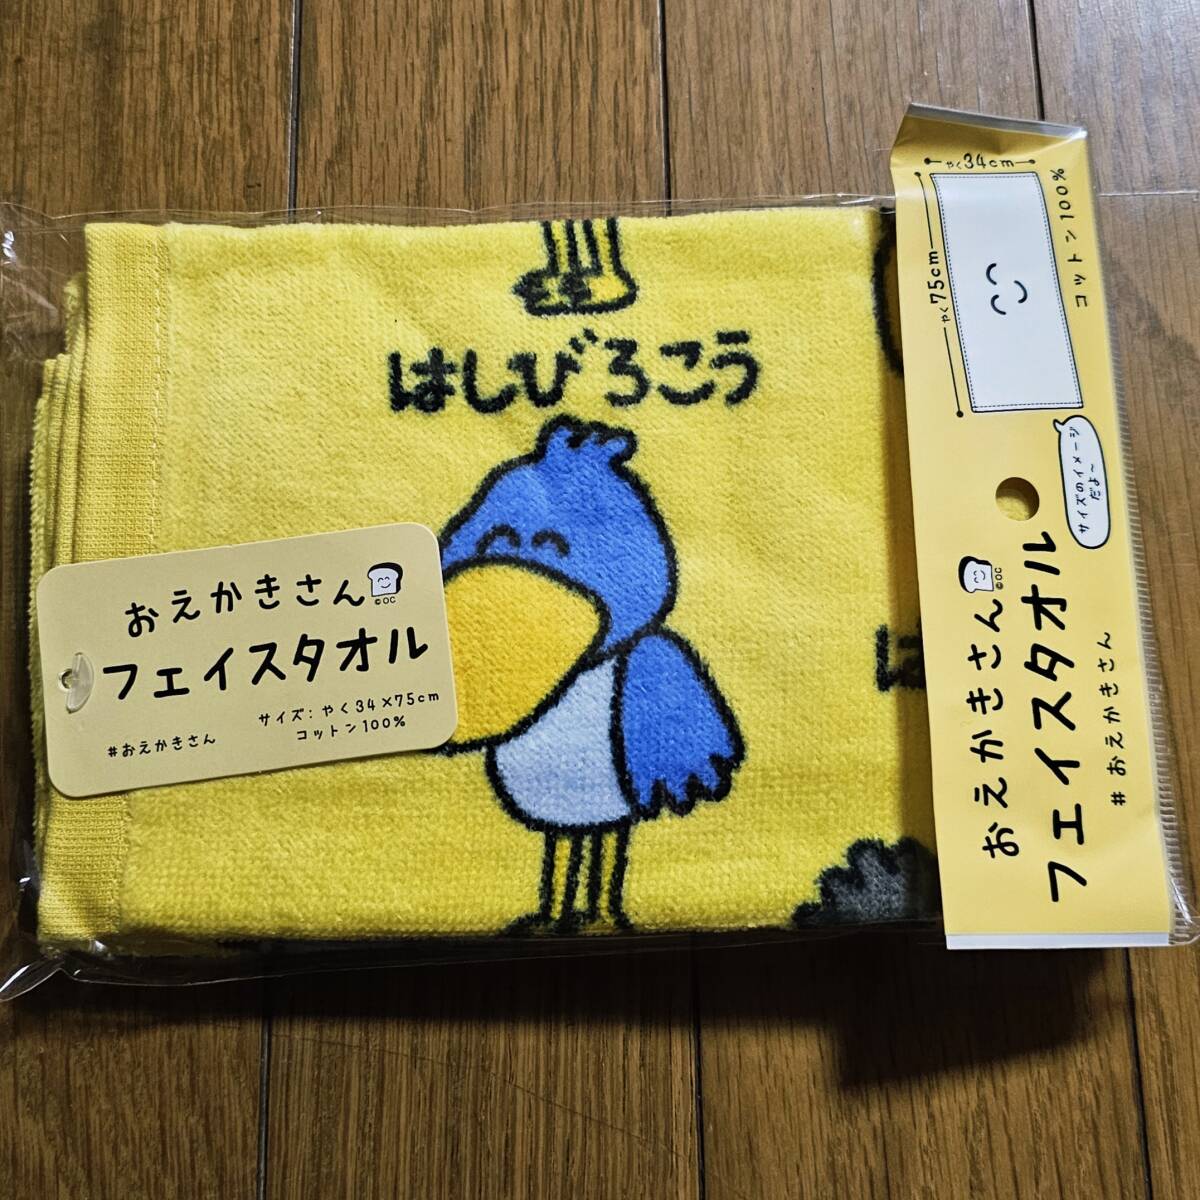 はしびろこう
おえかきさん
©OC
フェイスタオル
サイズ:やく34×75cm
コットン100%
#おえかきさん
やく34cm
やく75cm
コットン100%
サイズのイメージ
だよ~
おえかきさん
©OC
フェイスタオル
#おえかきさん
は